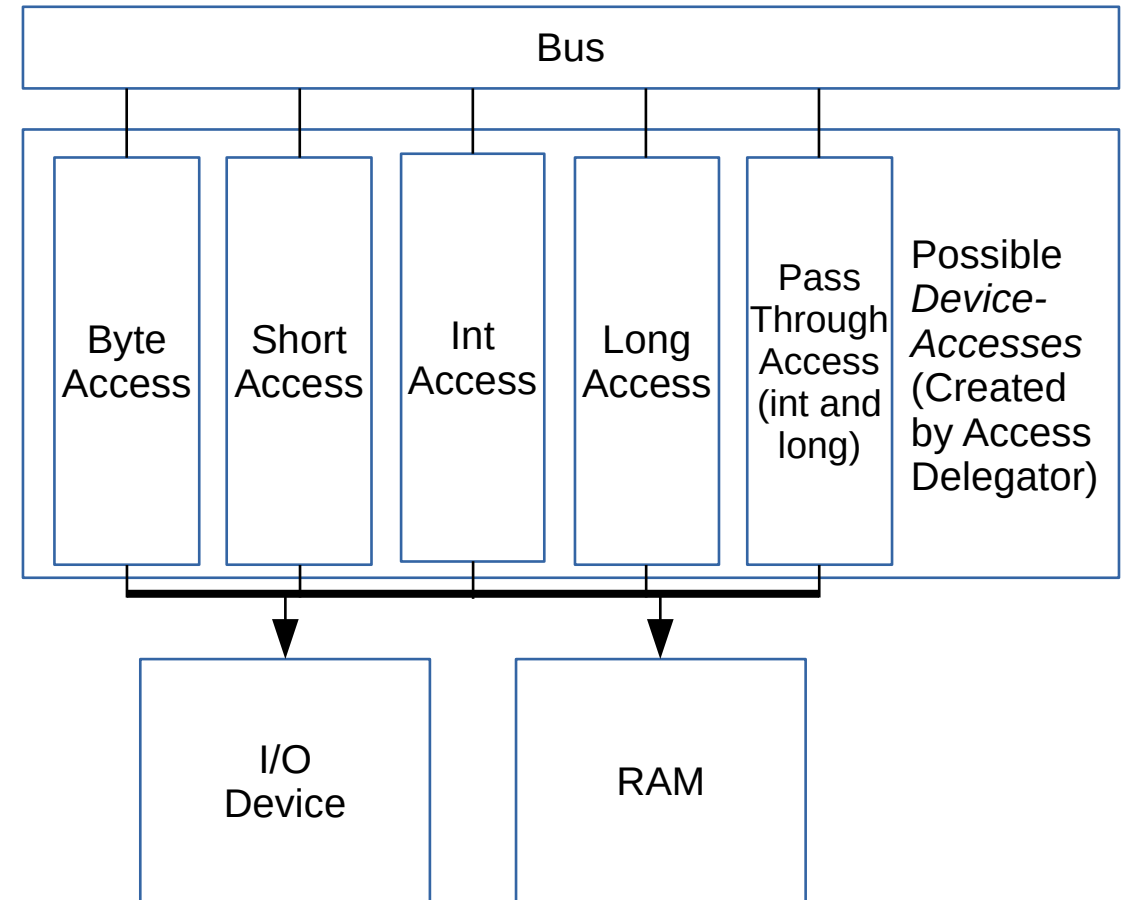 Bus
Byte
Access
Short
Access
Int
Access
Long
Access
Pass
Through
Access
(int and
long)
Possible
Device-
Accesses
(Created
by Access
Delegator)
I/O
Device
RAM